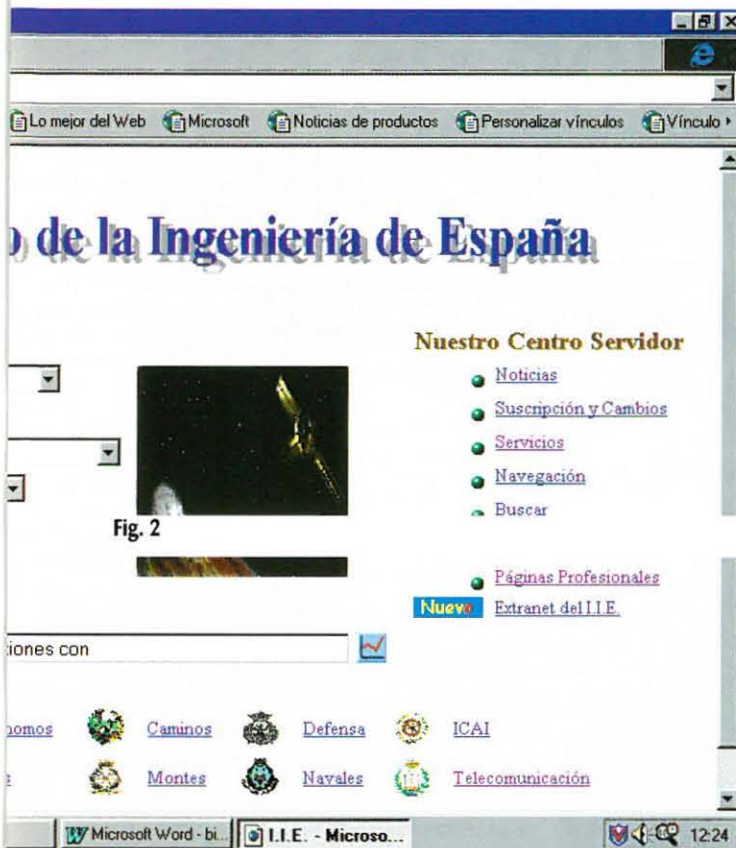 Lo mejor del Web Microsoft Noticias de productos Personalizar vínculos Vínculo
de la Ingeniería de España
Nuestro Centro Servidor
Noticias
Suscripción y Cambios
Servicios
Navegación
Buscar
Fig. 2
Páginas Profesionales
Nuevo Extranet del I.I.E.
iones con
nomos Caminos Defensa ICAI
Montes Navales Telecomunicación
Microsoft Word - bi... I.I.E. - Microso... 12:24